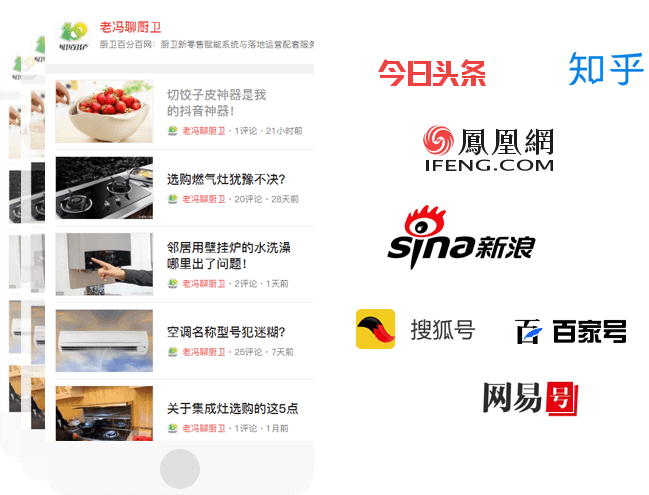 老冯聊厨卫
厨卫百分百网：厨卫新零售赋能系统与落地运营配套服务
切饺子皮神器是我
的抖音神器！
老冯聊厨卫・1评论・21小时前
选购燃气灶犹豫不决？
老冯聊厨卫・20评论・28天前
邻居用壁挂炉的水洗澡
哪里出了问题！
老冯聊厨卫・2评论・1天前
空调名称型号犯迷糊？
老冯聊厨卫・25评论・7天前
关于集成灶选购的这5点
老冯聊厨卫・1评论・1月前
今日头条
知乎
鳳凰網
IFENG.COM
sina新浪
搜狐号
百 百家号
网易号